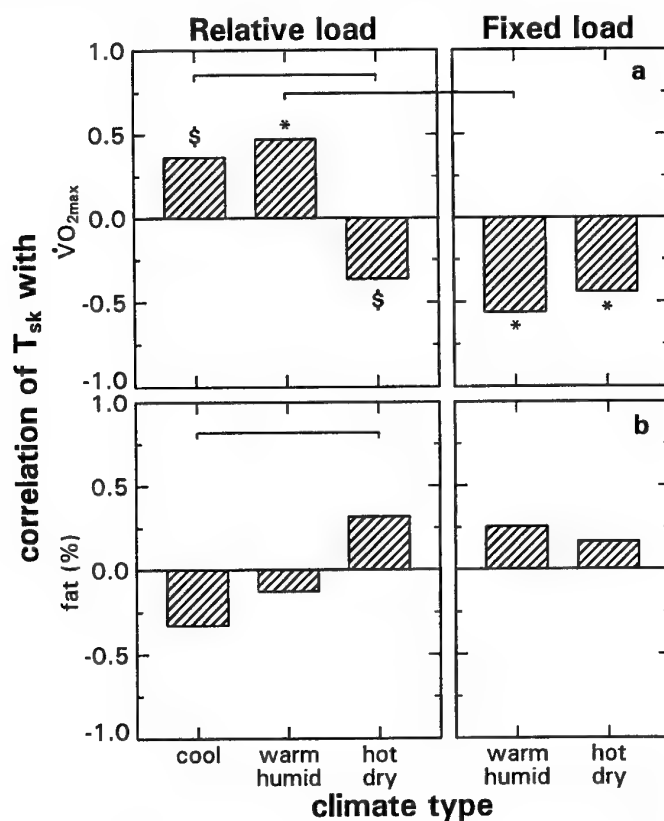 Relative load
Fixed load
1.0
0.5
0.0
-0.5
-1.0
a
$
*
$
*
*
1.0
0.5
0.0
-0.5
-1.0
b
correlation of Tsk with
V̇O2max
fat (%)
cool
warm
humid
hot
dry
warm
humid
hot
dry
climate type